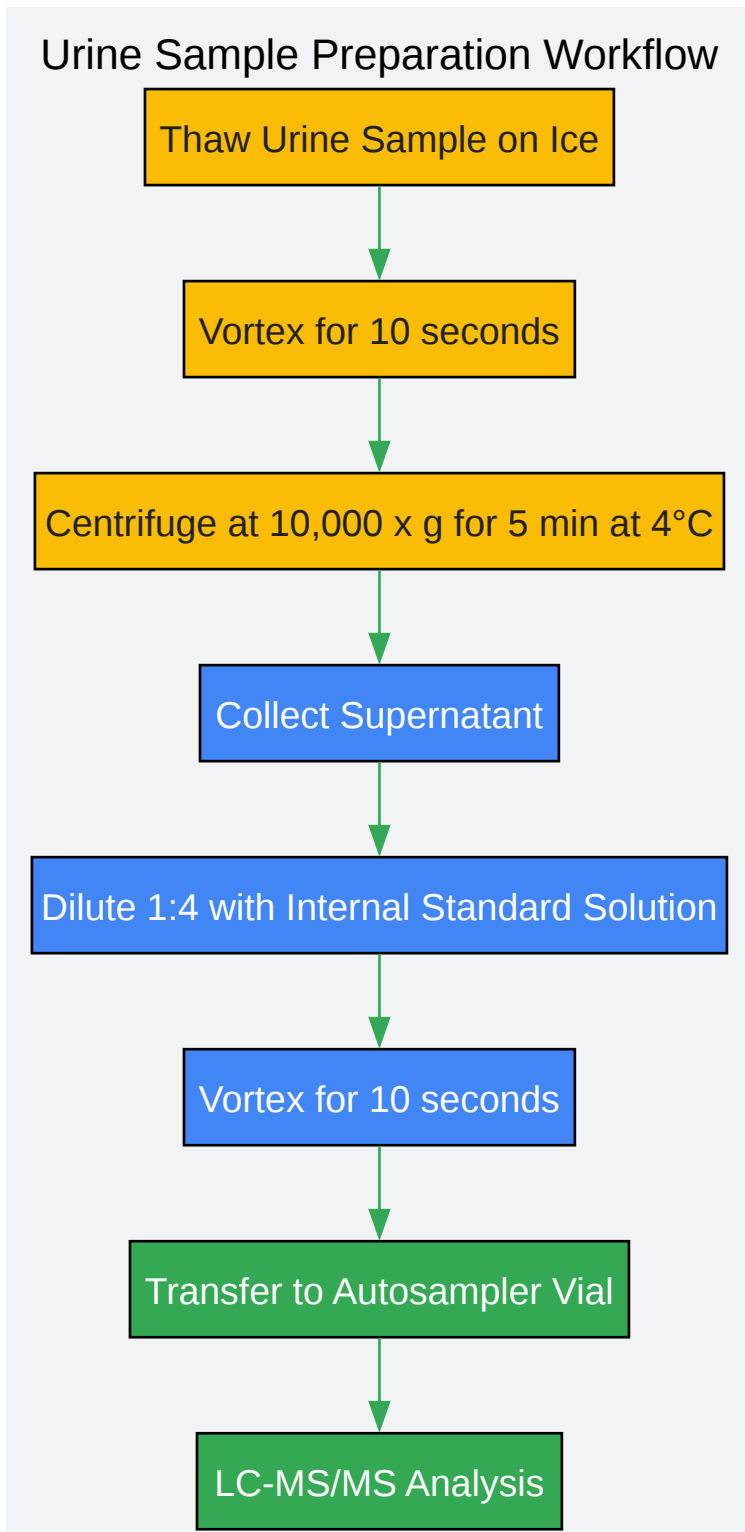 Urine Sample Preparation Workflow
Thaw Urine Sample on Ice
Vortex for 10 seconds
Centrifuge at 10,000 x g for 5 min at 4°C
Collect Supernatant
Dilute 1:4 with Internal Standard Solution
Vortex for 10 seconds
Transfer to Autosampler Vial
LC-MS/MS Analysis